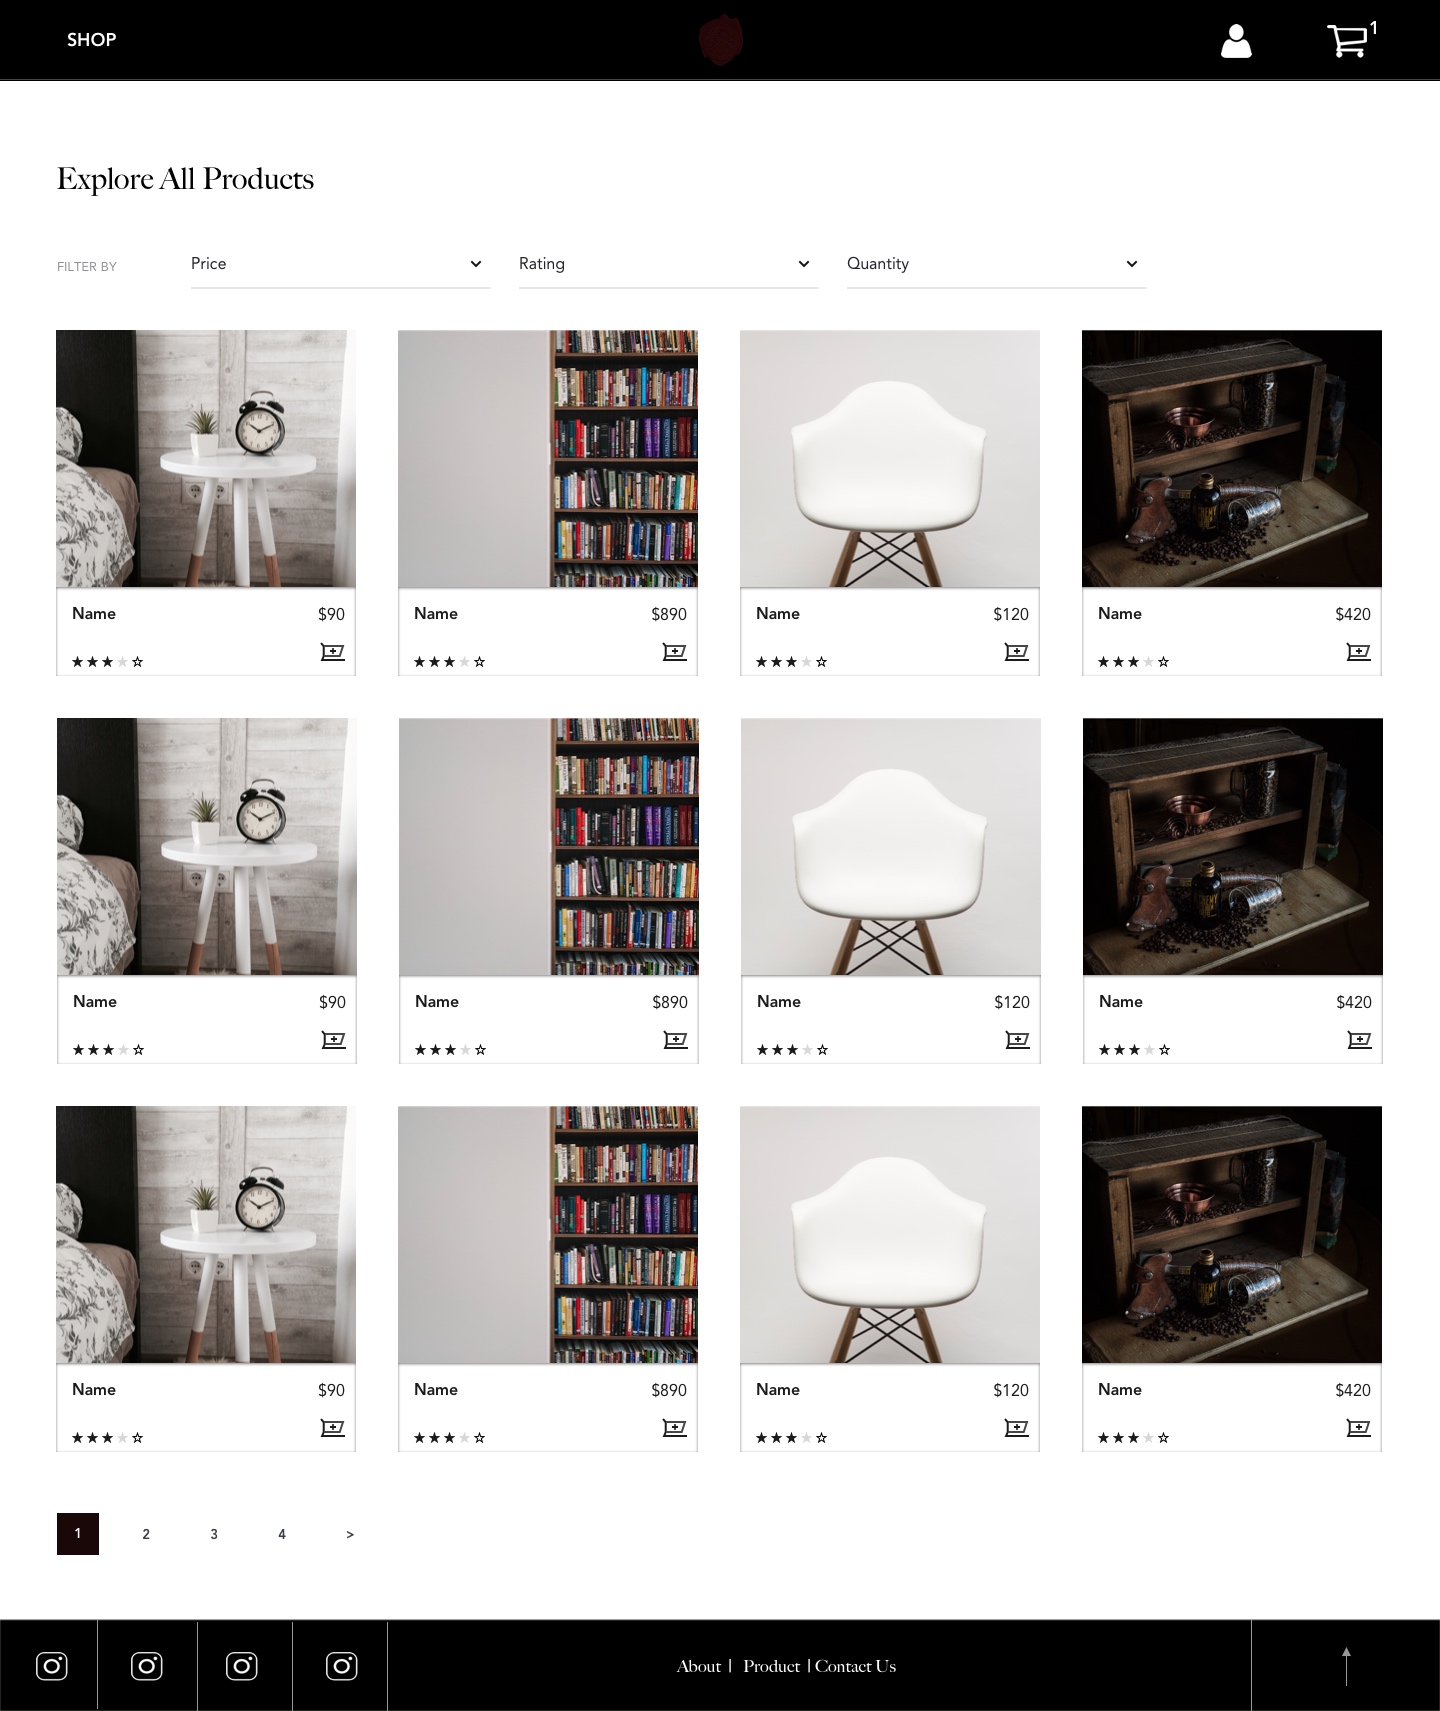 SHOP
1
Explore All Products
FILTER BY Price Rating Quantity
Name $90 Name $890 Name $120 Name $420
Name $90 Name $890 Name $120 Name $420
Name $90 Name $890 Name $120 Name $420
1 2 3 4 >
About | Product | Contact Us